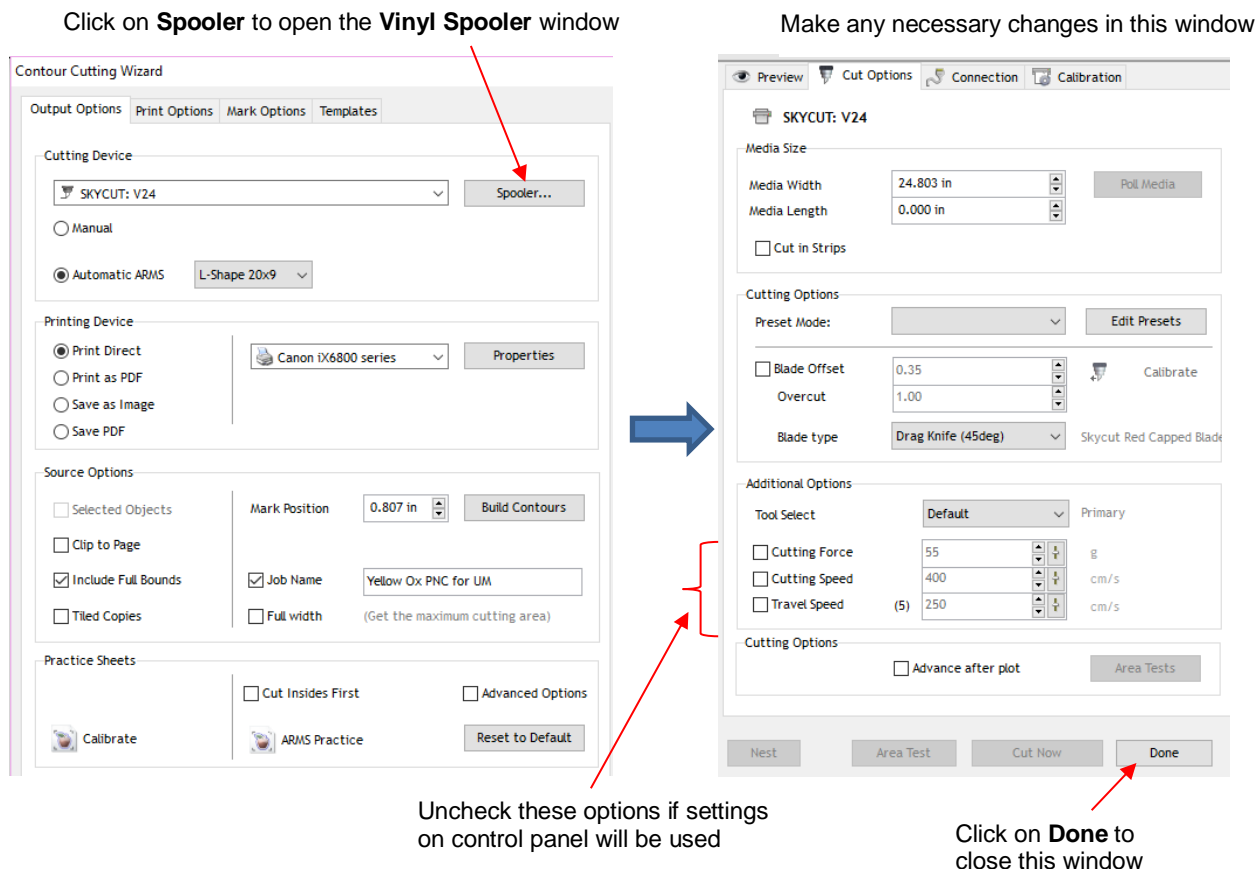 Click on Spooler to open the Vinyl Spooler window
Make any necessary changes in this window
Contour Cutting Wizard
Output Options Print Options Mark Options Templates
Cutting Device
SKYCUT: V24 Spooler...
Manual
Automatic ARMS L-Shape 20x9
Printing Device
Print Direct Canon iX6800 series Properties
Print as PDF
Save as Image
Save PDF
Source Options
Selected Objects Mark Position 0.807 in Build Contours
Clip to Page
Include Full Bounds Job Name Yellow Ox PNC for UM
Tiled Copies Full width (Get the maximum cutting area)
Practice Sheets
Cut Insides First Advanced Options
Calibrate ARMS Practice Reset to Default
Preview Cut Options Connection Calibration
SKYCUT: V24
Media Size
Media Width 24.803 in Poll Media
Media Length 0.000 in
Cut in Strips
Cutting Options
Preset Mode: Edit Presets
Blade Offset 0.35 Calibrate
Overcut 1.00
Blade type Drag Knife (45deg) Skycut Red Capped Blade
Additional Options
Tool Select Default Primary
Cutting Force 55 g
Cutting Speed 400 cm/s
Travel Speed (5) 250 cm/s
Cutting Options
Advance after plot Area Tests
Nest Area Test Cut Now Done
Uncheck these options if settings
on control panel will be used
Click on Done to
close this window